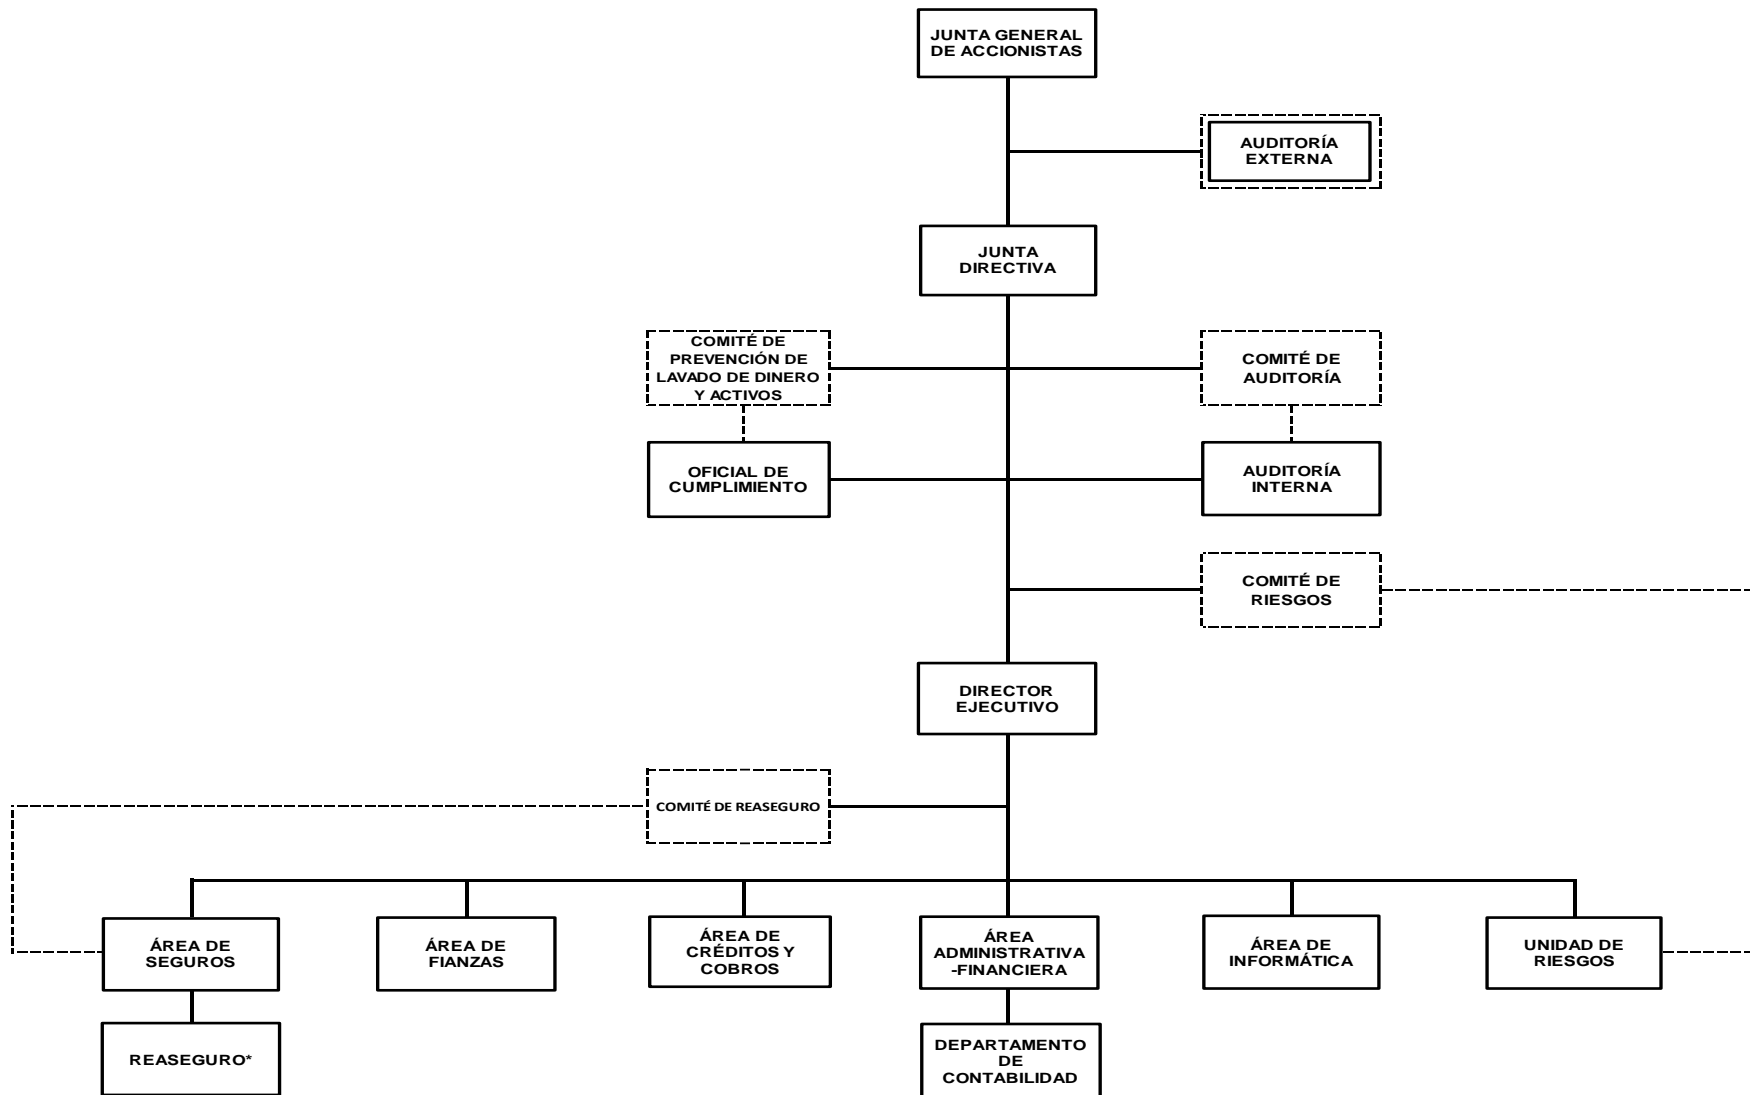 JUNTA GENERAL
DE ACCIONISTAS
AUDITORÍA
EXTERNA
JUNTA
DIRECTIVA
COMITÉ DE
PREVENCIÓN DE
LAVADO DE DINERO
Y ACTIVOS
COMITÉ DE
AUDITORÍA
OFICIAL DE
CUMPLIMIENTO
AUDITORÍA
INTERNA
COMITÉ DE
RIESGOS
DIRECTOR
EJECUTIVO
COMITÉ DE REASEGURO
ÁREA DE
SEGUROS
ÁREA DE
FIANZAS
ÁREA DE
CRÉDITOS Y
COBROS
ÁREA
ADMINISTRATIVA
-FINANCIERA
ÁREA DE
INFORMÁTICA
UNIDAD DE
RIESGOS
REASEGURO*
DEPARTAMENTO
DE
CONTABILIDAD